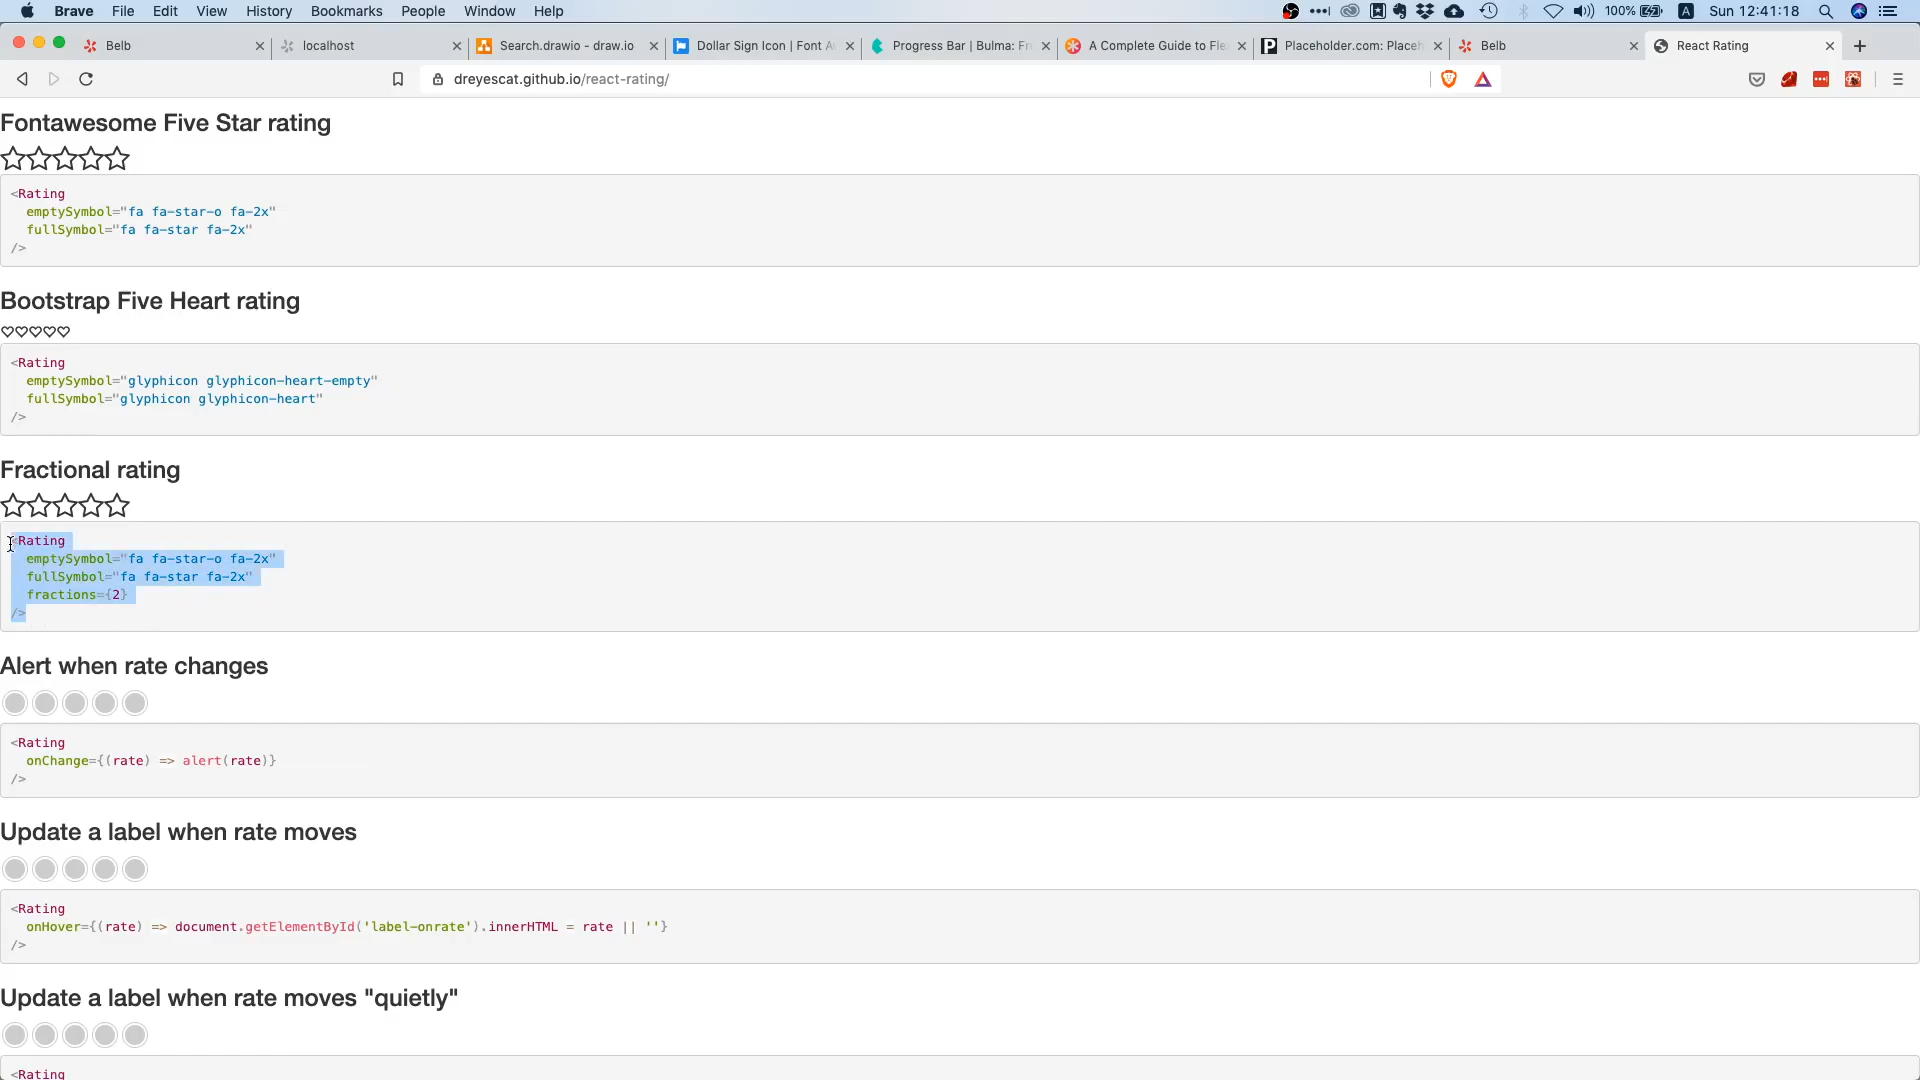 Brave File Edit View History Bookmarks People Window Help 100% A Sun 12:41:18
Belb localhost Search.drawio - draw.io Dollar Sign Icon | Font A Progress Bar | Bulma: Fr A Complete Guide to Fle Placeholder.com: Placeh Belb React Rating
dreyescat.github.io/react-rating/
Fontawesome Five Star rating
<Rating
emptySymbol="fa fa-star-o fa-2x"
fullSymbol="fa fa-star fa-2x"
/>
Bootstrap Five Heart rating
<Rating
emptySymbol="glyphicon glyphicon-heart-empty"
fullSymbol="glyphicon glyphicon-heart"
/>
Fractional rating
<Rating
emptySymbol="fa fa-star-o fa-2x"
fullSymbol="fa fa-star fa-2x"
fractions={2}
/>
Alert when rate changes
<Rating
onChange={(rate) => alert(rate)}
/>
Update a label when rate moves
<Rating
onHover={(rate) => document.getElementById('label-onrate').innerHTML = rate || ''}
/>
Update a label when rate moves "quietly"
<Rating